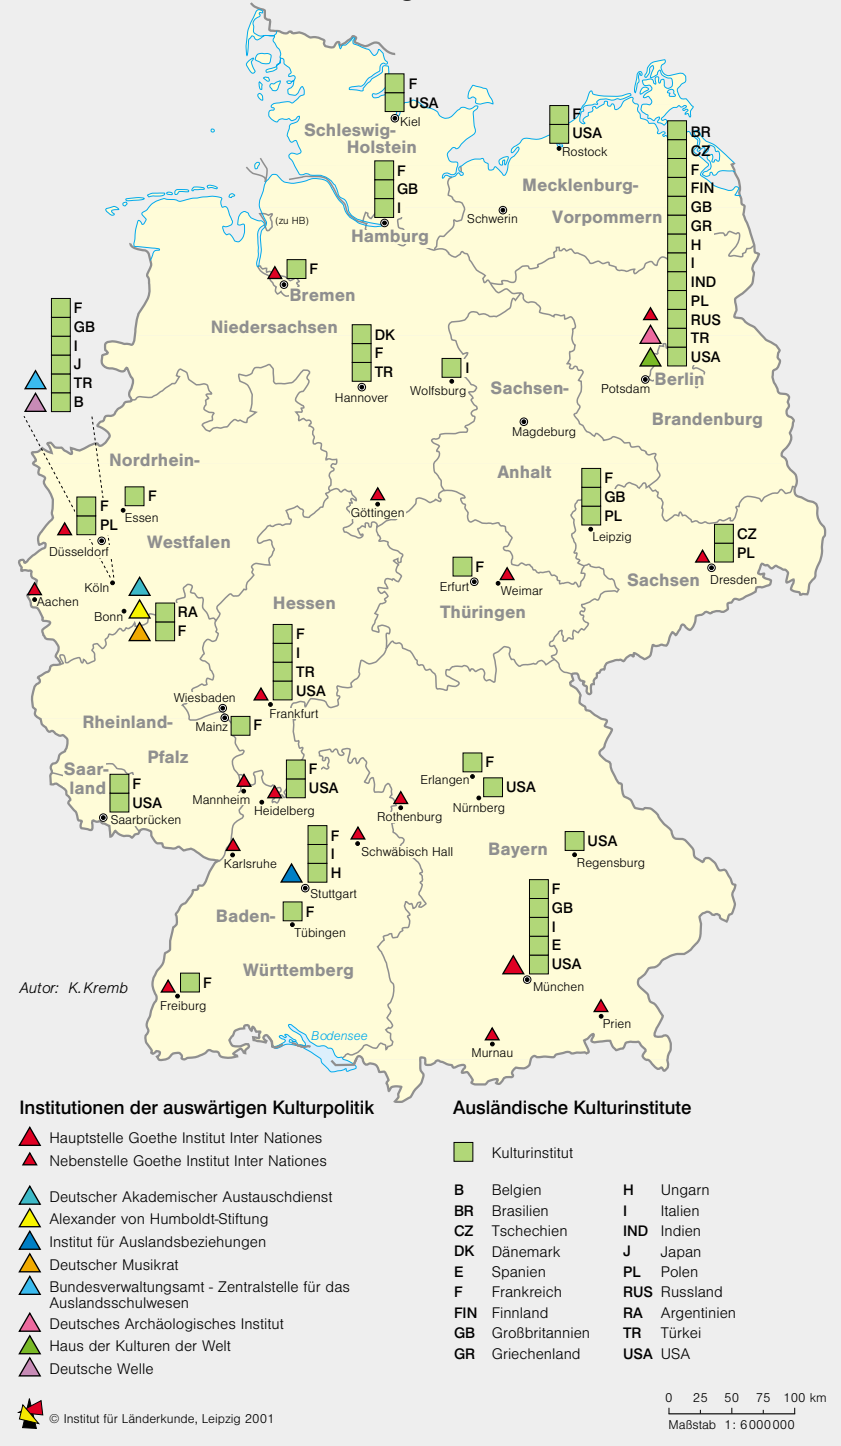 F
USA
Kiel
Schleswig-
Holstein
F
USA
Rostock
BR
CZ
F
FIN
GB
GR
H
I
IND
PL
RUS
TR
USA
F
GB
I
Hamburg
Mecklenburg-
Vorpommern
Schwerin
(zu HB)
F
Bremen
Niedersachsen
F
GB
I
J
TR
B
DK
F
TR
Hannover
I
Wolfsburg
Sachsen-
Anhalt
Magdeburg
Potsdam
Berlin
Brandenburg
Nordrhein-
Westfalen
F
Essen
F
PL
Düsseldorf
Göttingen
F
GB
PL
Leipzig
CZ
PL
Dresden
Sachsen
Köln
Aachen
Bonn
RA
F
Hessen
F
Erfurt
Weimar
Thüringen
F
I
TR
USA
Frankfurt
Wiesbaden
Mainz
F
Rheinland-
Pfalz
Saar-
land
F
USA
Saarbrücken
Mannheim
F
USA
Heidelberg
Rothenburg
F
Erlangen
USA
Nürnberg
Karlsruhe
F
I
H
Stuttgart
Schwäbisch Hall
Bayern
USA
Regensburg
Baden-
Württemberg
F
Tübingen
F
GB
I
E
USA
München
F
Freiburg
Prien
Murnau
Bodensee
Autor: K.Kremb
Institutionen der auswärtigen Kulturpolitik
Hauptstelle Goethe Institut Inter Nationes
Nebenstelle Goethe Institut Inter Nationes
Deutscher Akademischer Austauschdienst
Alexander von Humboldt-Stiftung
Institut für Auslandsbeziehungen
Deutscher Musikrat
Bundesverwaltungsamt - Zentralstelle für das
Auslandsschulwesen
Deutsches Archäologisches Institut
Haus der Kulturen der Welt
Deutsche Welle
© Institut für Länderkunde, Leipzig 2001
Ausländische Kulturinstitute
Kulturinstitut
B Belgien
BR Brasilien
CZ Tschechien
DK Dänemark
E Spanien
F Frankreich
FIN Finnland
GB Großbritannien
GR Griechenland
H Ungarn
I Italien
IND Indien
J Japan
PL Polen
RUS Russland
RA Argentinien
TR Türkei
USA USA
0 25 50 75 100 km
Maßstab 1: 6000000